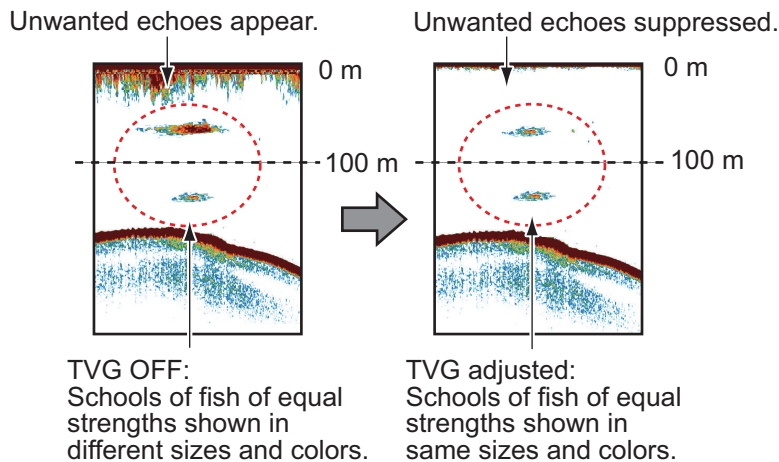 Unwanted echoes appear.
Unwanted echoes suppressed.
0 m
0 m
100 m
100 m
TVG OFF:
Schools of fish of equal
strengths shown in
different sizes and colors.
TVG adjusted:
Schools of fish of equal
strengths shown in
same sizes and colors.